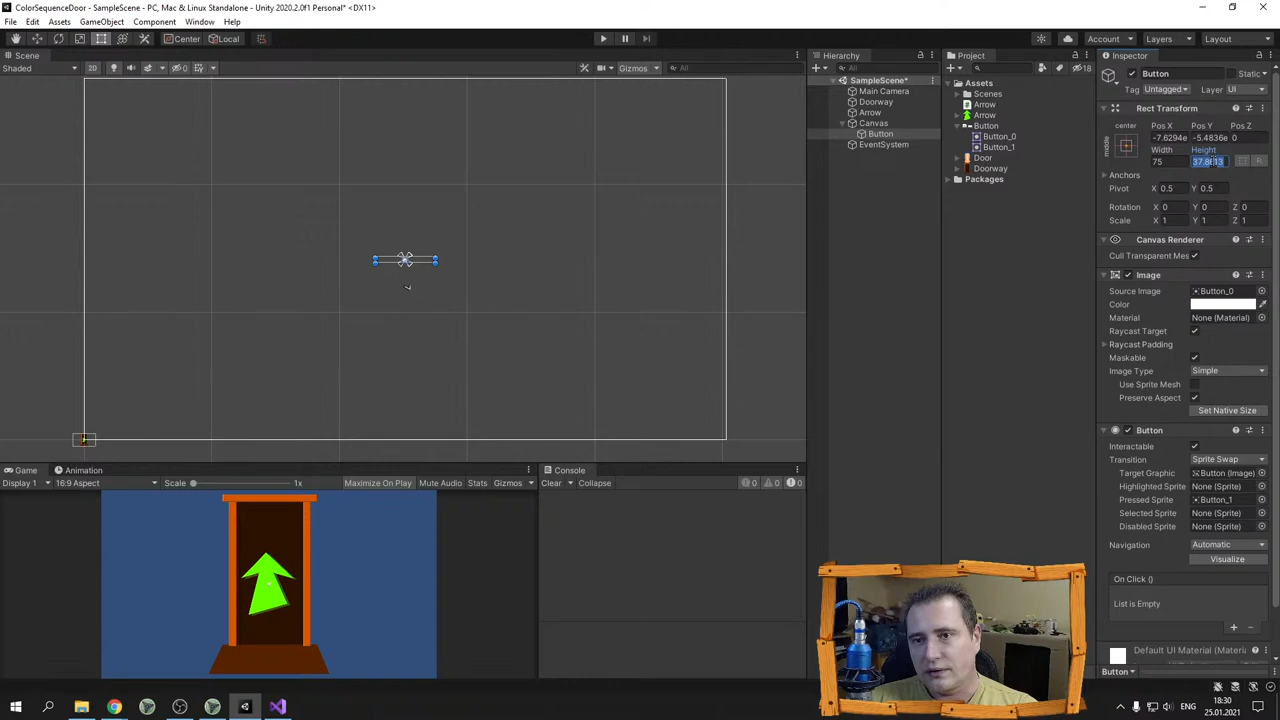 ColorSequenceDoor - SampleScene - PC, Mac & Linux Standalone - Unity 2020.2.0f1 Personal* <DX11>
File Edit Assets GameObject Component Window Help
Center Local Account Layers Layout
Scene Hierarchy Project Inspector
Shaded 2D 0 Gizmos All All 18
Button Static
Tag Untagged Layer UI
SampleScene*
Main Camera
Doorway
Arrow
Canvas
Button
EventSystem
Assets
Scenes
Arrow
Arrow
Button
Button_0
Button_1
Door
Doorway
Packages
Rect Transform
center Pos X Pos Y Pos Z
middle -7.6294e -5.4836e 0
Width Height
75 37.8613 R
Anchors
Pivot X 0.5 Y 0.5
Rotation X 0 Y 0 Z 0
Scale X 1 Y 1 Z 1
Canvas Renderer
Cull Transparent Mes
Image
Source Image Button_0
Color
Material None (Material)
Raycast Target
Raycast Padding
Maskable
Image Type Simple
Use Sprite Mesh
Preserve Aspect
Set Native Size
Button
Interactable
Transition Sprite Swap
Target Graphic Button (Image)
Highlighted Sprite None (Sprite)
Pressed Sprite Button_1
Selected Sprite None (Sprite)
Disabled Sprite None (Sprite)
Navigation Automatic
Visualize
On Click ()
List is Empty
Default UI Material (Materia
Button
Game Animation Console
Display 1 16:9 Aspect Scale 1x Maximize On Play Mute Audio Stats Gizmos Clear Collapse 0 0 0
18:30
25.01.2021